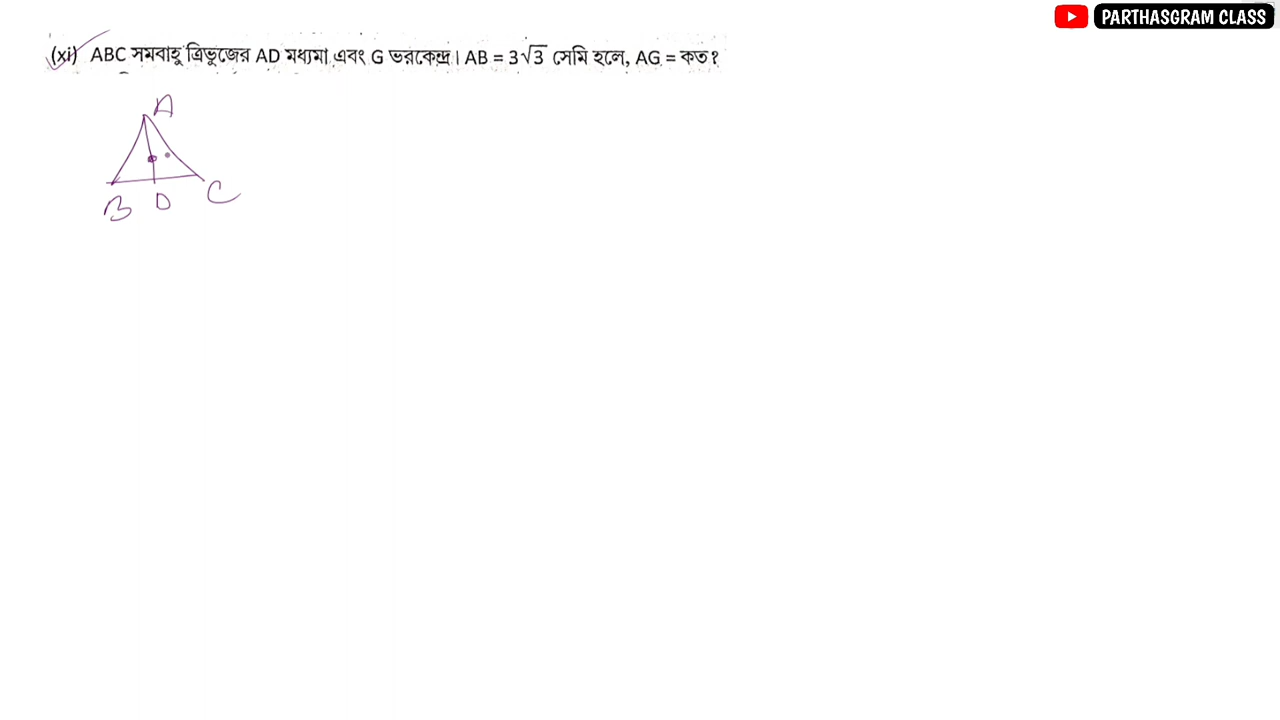 PARTHASGRAM CLASS
(xi) ABC সমবাহু ত্রিভুজের AD মধ্যমা এবং G ভরকেন্দ্র। AB = 3√3 সেমি হলে, AG = কত?
A
B D C